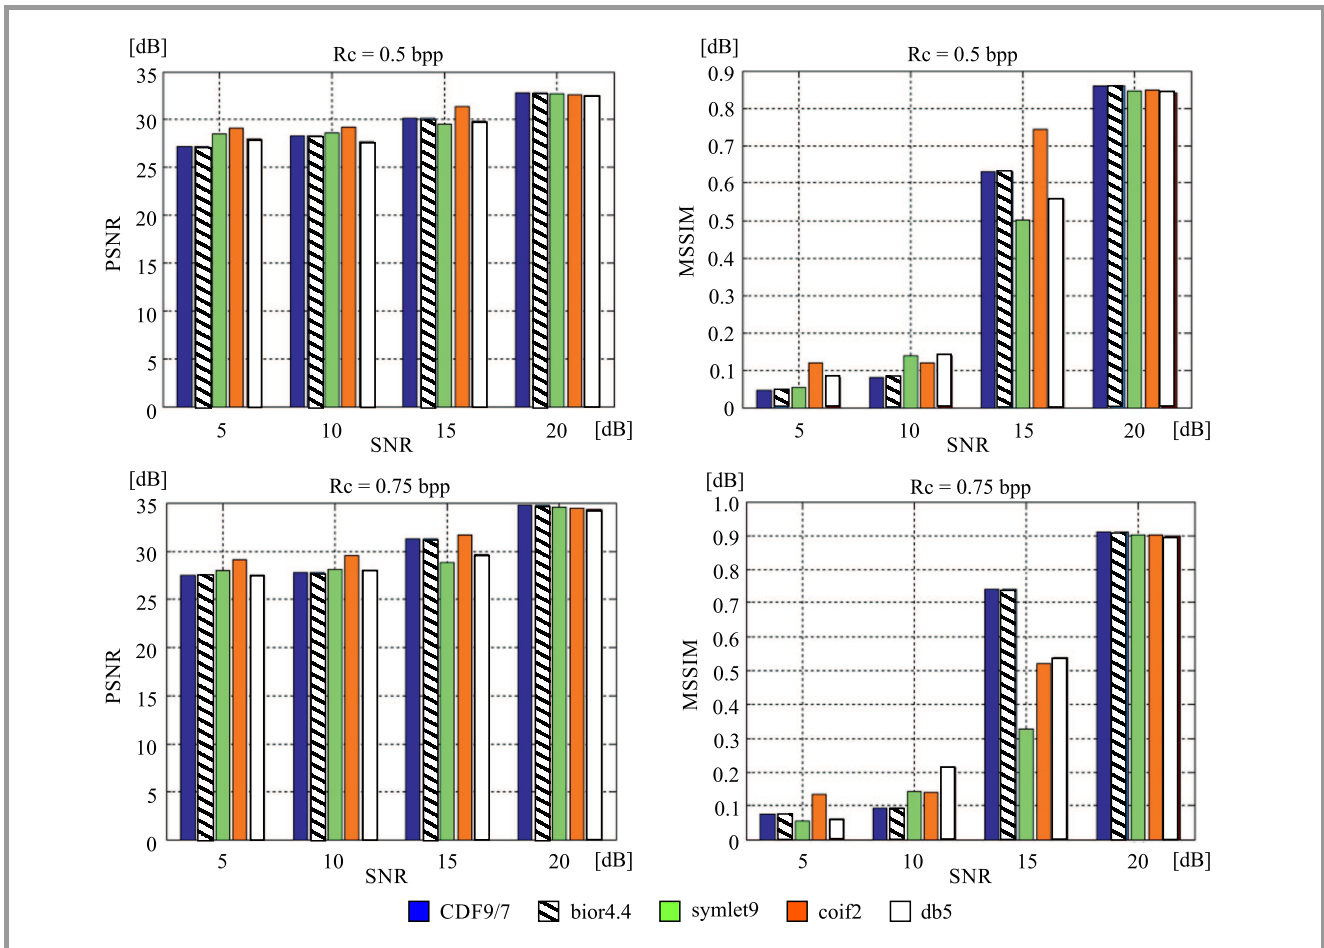 [dB]
Rc = 0.5 bpp
35
30
25
20
15
10
5
0
PSNR
5 10 15 20 [dB]
SNR
[dB]
Rc = 0.5 bpp
0.9
0.8
0.7
0.6
0.5
0.4
0.3
0.2
0.1
0
MSSIM
5 10 15 20 [dB]
SNR
[dB]
Rc = 0.75 bpp
35
30
25
20
15
10
5
0
PSNR
5 10 15 20 [dB]
SNR
[dB]
Rc = 0.75 bpp
1.0
0.9
0.8
0.7
0.6
0.5
0.4
0.3
0.2
0.1
0
MSSIM
5 10 15 20 [dB]
SNR
CDF9/7 bior4.4 symlet9 coif2 db5